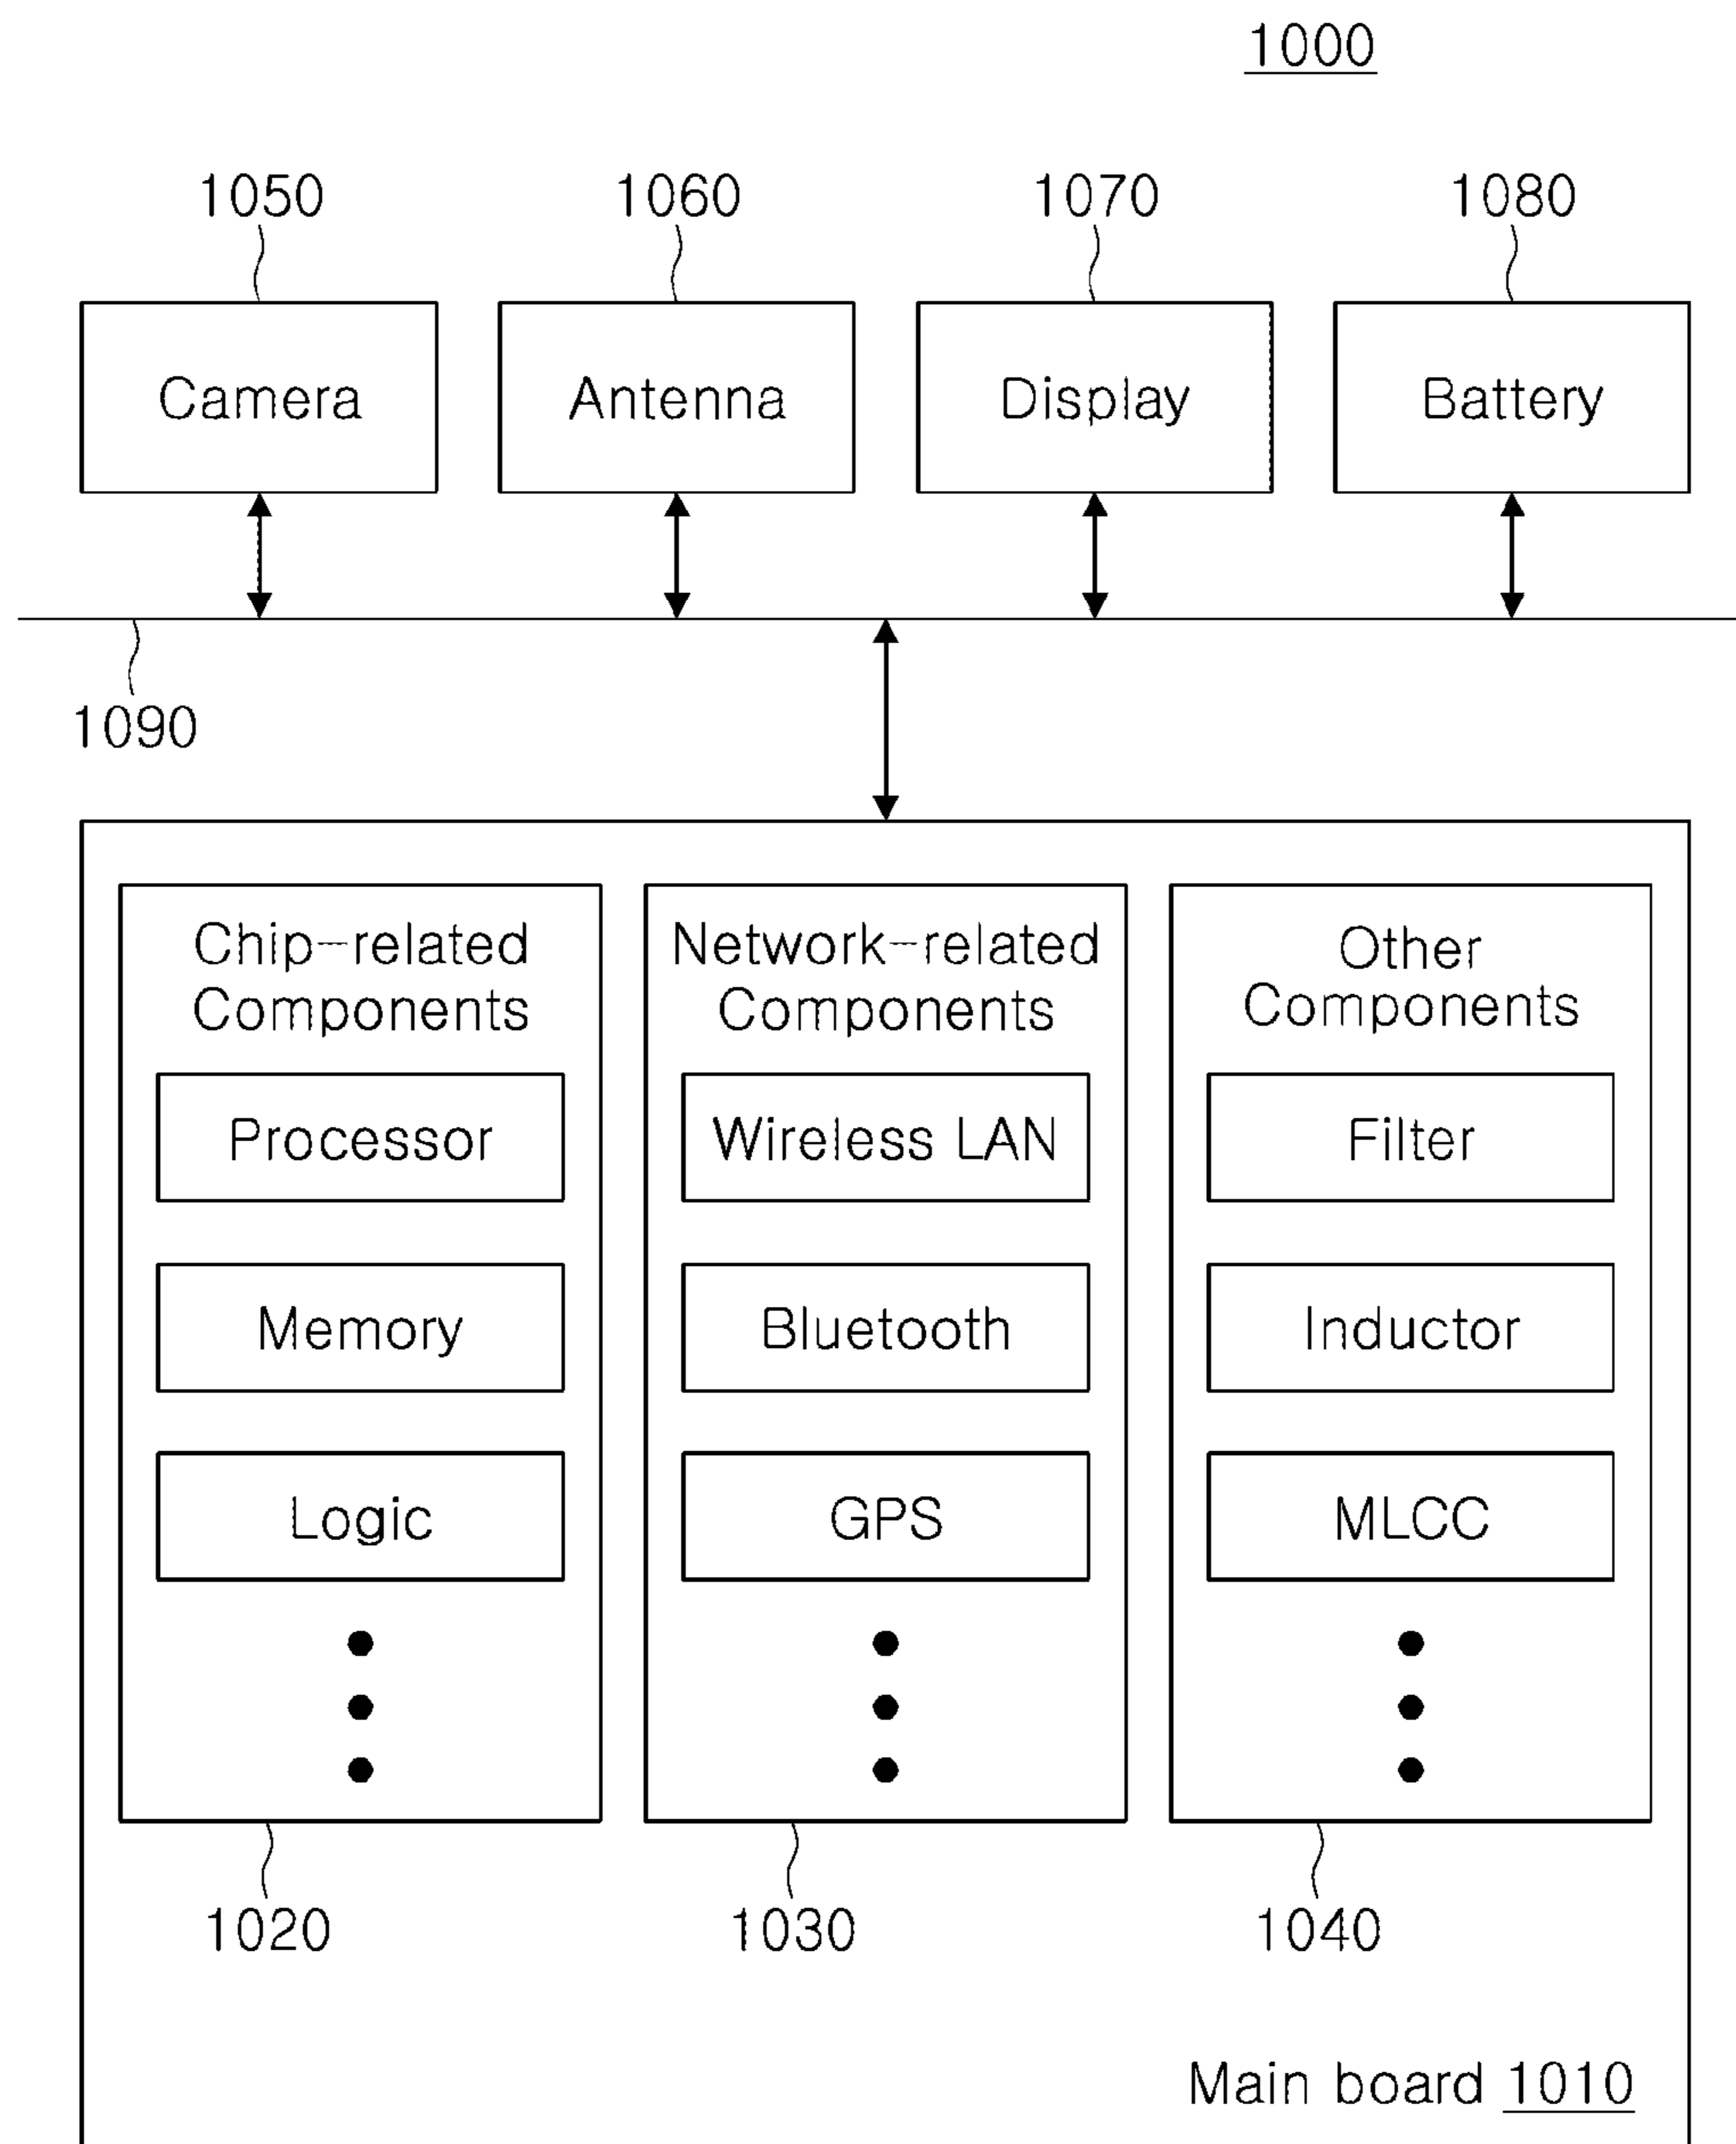 1000
1050 1060 1070 1080
Camera Antenna Display Battery
1090
Chip-related
Components
Processor
Memory
Logic
1020
Network-related
Components
Wireless LAN
Bluetooth
GPS
1030
Other
Components
Filter
Inductor
MLCC
1040
Main board 1010